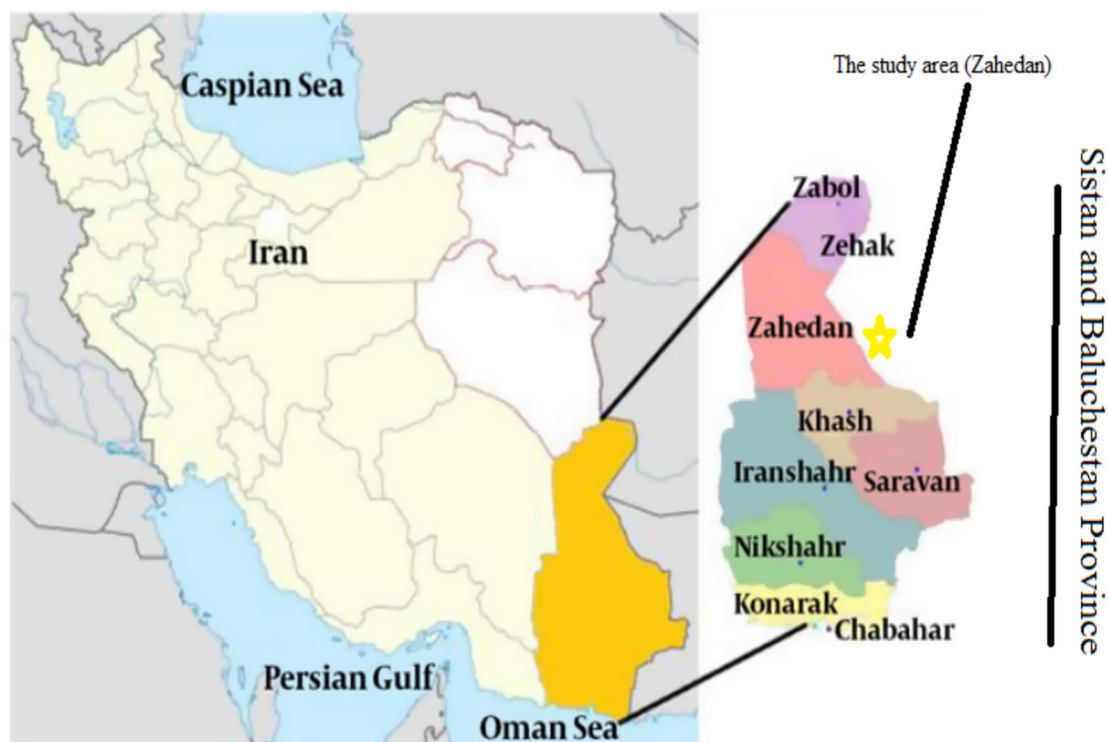 Caspian Sea
Iran
Persian Gulf
Oman Sea
The study area (Zahedan)
Zabol
Zehak
Zahedan
Khash
Iranshahr
Saravan
Nikshahr
Konarak
Chabahar
Sistan and Baluchestan Province